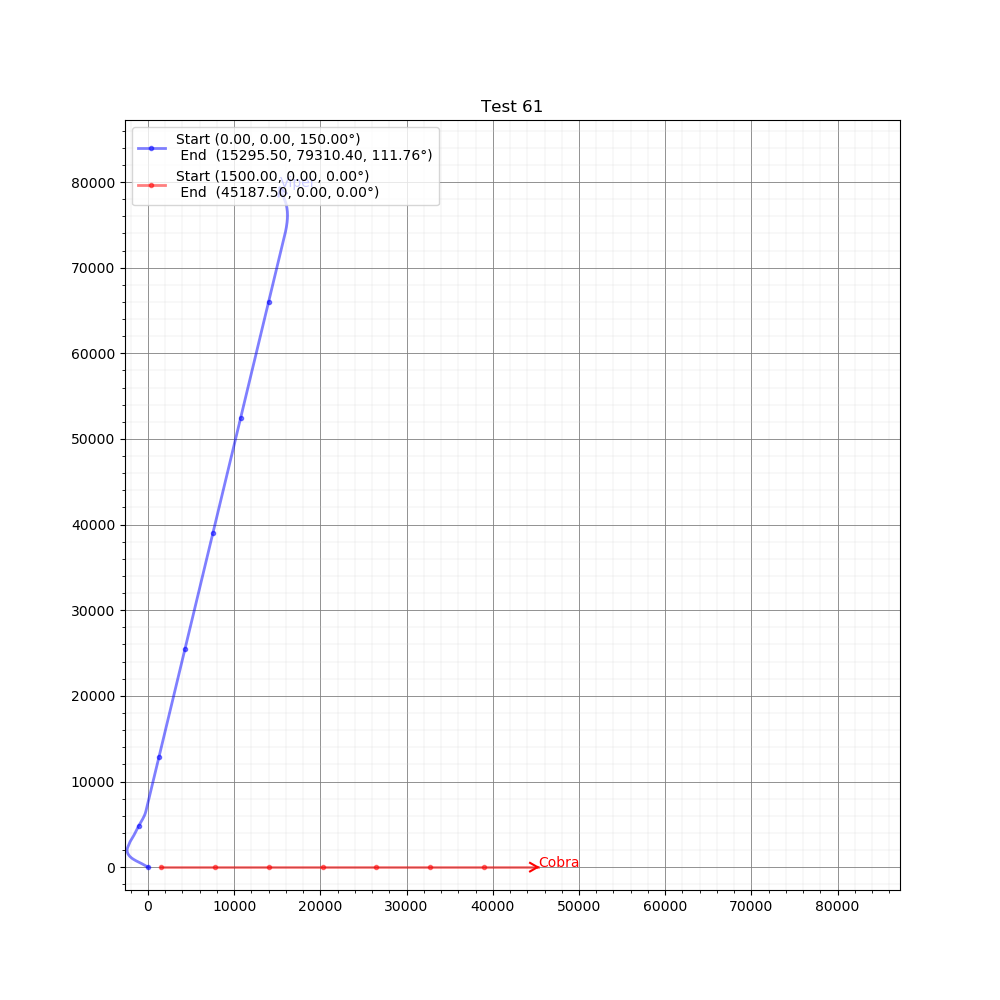 Test 61
Start (0.00, 0.00, 150.00°)
End (15295.50, 79310.40, 111.76°)
Start (1500.00, 0.00, 0.00°)
End (45187.50, 0.00, 0.00°)
80000
70000
60000
50000
40000
30000
20000
10000
0
Cobra
0 10000 20000 30000 40000 50000 60000 70000 80000